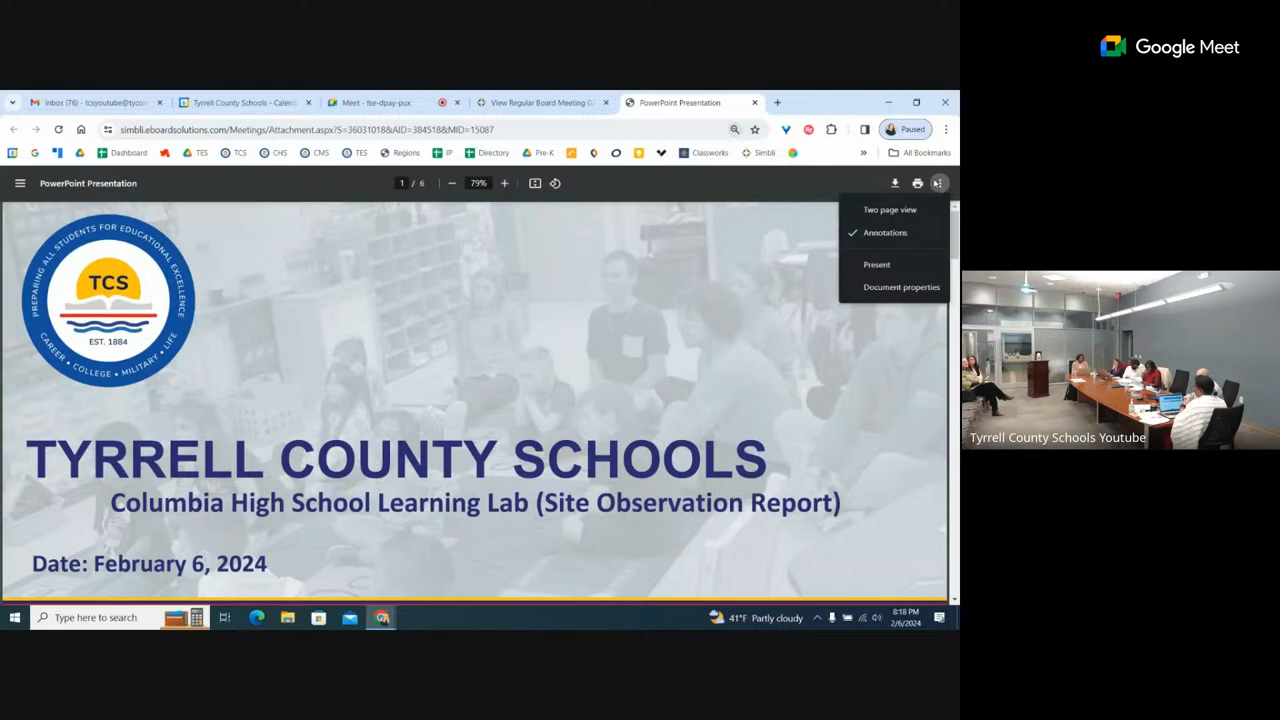 Google Meet
Inbox (76) - tcsyoutube@tycom
Tyrrell County Schools - Calend
Meet - fse-dpay-pux
View Regular Board Meeting 0
PowerPoint Presentation
simbli.eboardsolutions.com/Meetings/Attachment.aspx?S=36031018&AID=384518&MID=15087
Paused
Dashboard
TES
TCS
CHS
CMS
TES
Regions
IP
Directory
Pre-K
Classworks
Simbli
All Bookmarks
PowerPoint Presentation
1 / 6
79%
Two page view
Annotations
Present
Document properties
PREPARING ALL STUDENTS FOR EDUCATIONAL EXCELLENCE
TCS
EST. 1884
CAREER • COLLEGE • MILITARY • LIFE
TYRRELL COUNTY SCHOOLS
Columbia High School Learning Lab (Site Observation Report)
Date: February 6, 2024
Tyrrell County Schools Youtube
Type here to search
41°F Partly cloudy
8:18 PM
2/6/2024